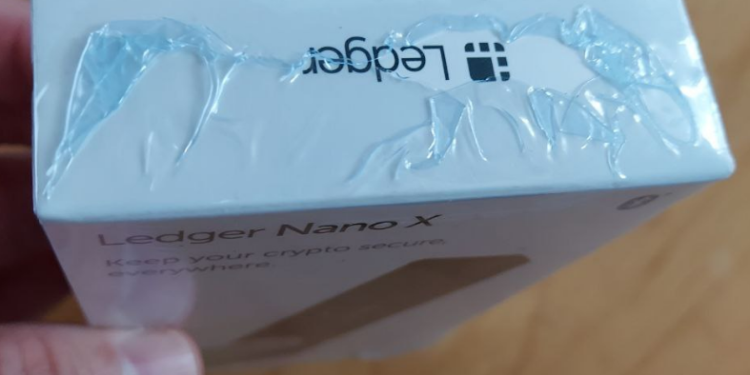 Ledger
Ledger Nano X
Keep your crypto secure,
everywhere.